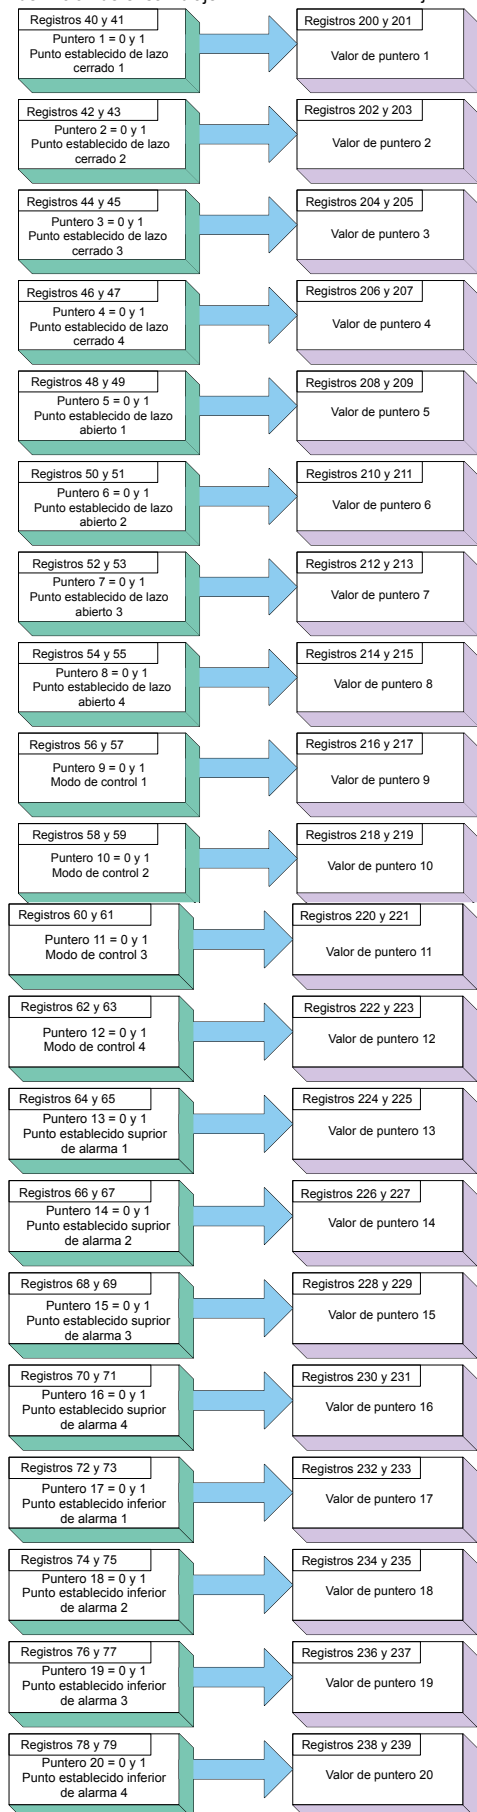 Registros 40 y 41
Puntero 1 = 0 y 1
Punto establecido de lazo
cerrado 1
Registros 200 y 201
Valor de puntero 1
Registros 42 y 43
Puntero 2 = 0 y 1
Punto establecido de lazo
cerrado 2
Registros 202 y 203
Valor de puntero 2
Registros 44 y 45
Puntero 3 = 0 y 1
Punto establecido de lazo
cerrado 3
Registros 204 y 205
Valor de puntero 3
Registros 46 y 47
Puntero 4 = 0 y 1
Punto establecido de lazo
cerrado 4
Registros 206 y 207
Valor de puntero 4
Registros 48 y 49
Puntero 5 = 0 y 1
Punto establecido de lazo
abierto 1
Registros 208 y 209
Valor de puntero 5
Registros 50 y 51
Puntero 6 = 0 y 1
Punto establecido de lazo
abierto 2
Registros 210 y 211
Valor de puntero 6
Registros 52 y 53
Puntero 7 = 0 y 1
Punto establecido de lazo
abierto 3
Registros 212 y 213
Valor de puntero 7
Registros 54 y 55
Puntero 8 = 0 y 1
Punto establecido de lazo
abierto 4
Registros 214 y 215
Valor de puntero 8
Registros 56 y 57
Puntero 9 = 0 y 1
Modo de control 1
Registros 216 y 217
Valor de puntero 9
Registros 58 y 59
Puntero 10 = 0 y 1
Modo de control 2
Registros 218 y 219
Valor de puntero 10
Registros 60 y 61
Puntero 11 = 0 y 1
Modo de control 3
Registros 220 y 221
Valor de puntero 11
Registros 62 y 63
Puntero 12 = 0 y 1
Modo de control 4
Registros 222 y 223
Valor de puntero 12
Registros 64 y 65
Puntero 13 = 0 y 1
Punto establecido suprior
de alarma 1
Registros 224 y 225
Valor de puntero 13
Registros 66 y 67
Puntero 14 = 0 y 1
Punto establecido suprior
de alarma 2
Registros 226 y 227
Valor de puntero 14
Registros 68 y 69
Puntero 15 = 0 y 1
Punto establecido suprior
de alarma 3
Registros 228 y 229
Valor de puntero 15
Registros 70 y 71
Puntero 16 = 0 y 1
Punto establecido suprior
de alarma 4
Registros 230 y 231
Valor de puntero 16
Registros 72 y 73
Puntero 17 = 0 y 1
Punto establecido inferior
de alarma 1
Registros 232 y 233
Valor de puntero 17
Registros 74 y 75
Puntero 18 = 0 y 1
Punto establecido inferior
de alarma 2
Registros 234 y 235
Valor de puntero 18
Registros 76 y 77
Puntero 19 = 0 y 1
Punto establecido inferior
de alarma 3
Registros 236 y 237
Valor de puntero 19
Registros 78 y 79
Puntero 20 = 0 y 1
Punto establecido inferior
de alarma 4
Registros 238 y 239
Valor de puntero 20